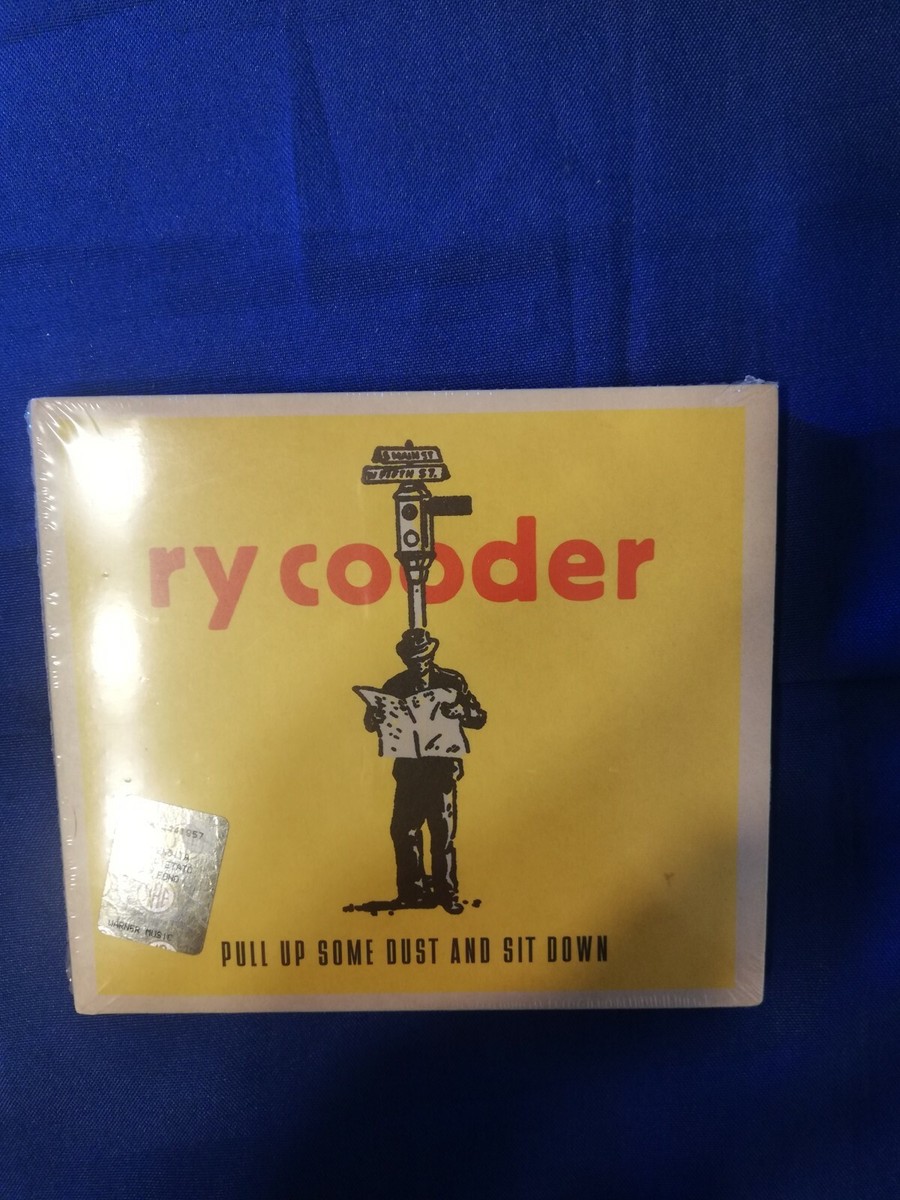 MAIN ST.
FIFTH ST.
ry cooder
WARNER MUSIC
PULL UP SOME DUST AND SIT DOWN